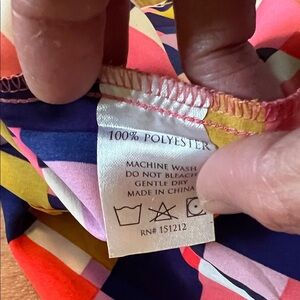 100% POLYESTER
MACHINE WASH
DO NOT BLEACH
GENTLE DRY
MADE IN CHINA
RN# 151212